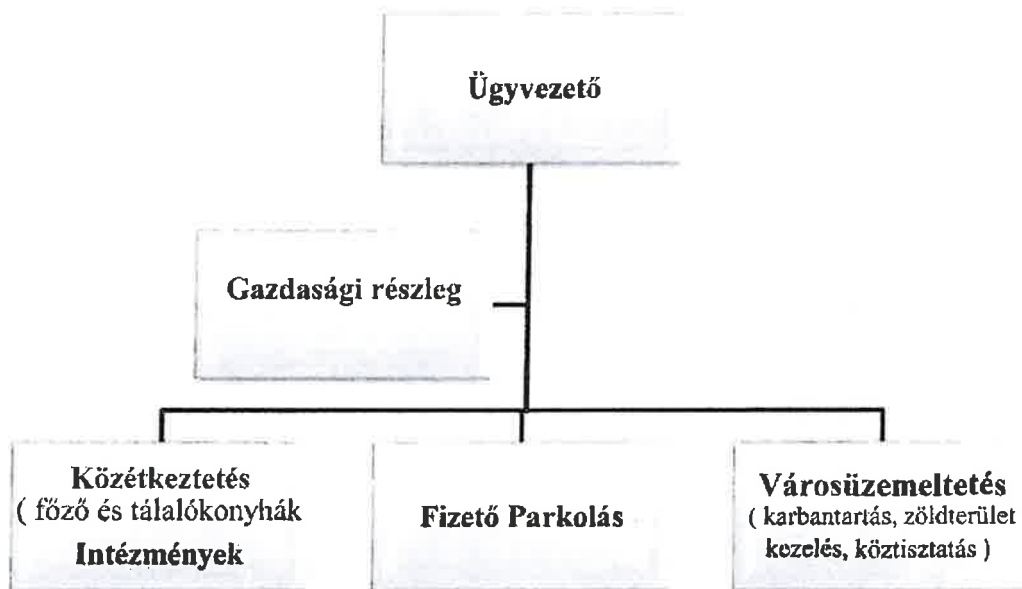 Ügyvezető
Gazdasági részleg
Közétkeztetés
( főző és tálalókonyhák
Intézmények
Fizető Parkolás
Városüzemeltetés
( karbantartás, zöldterület
kezelés, köztisztatás )